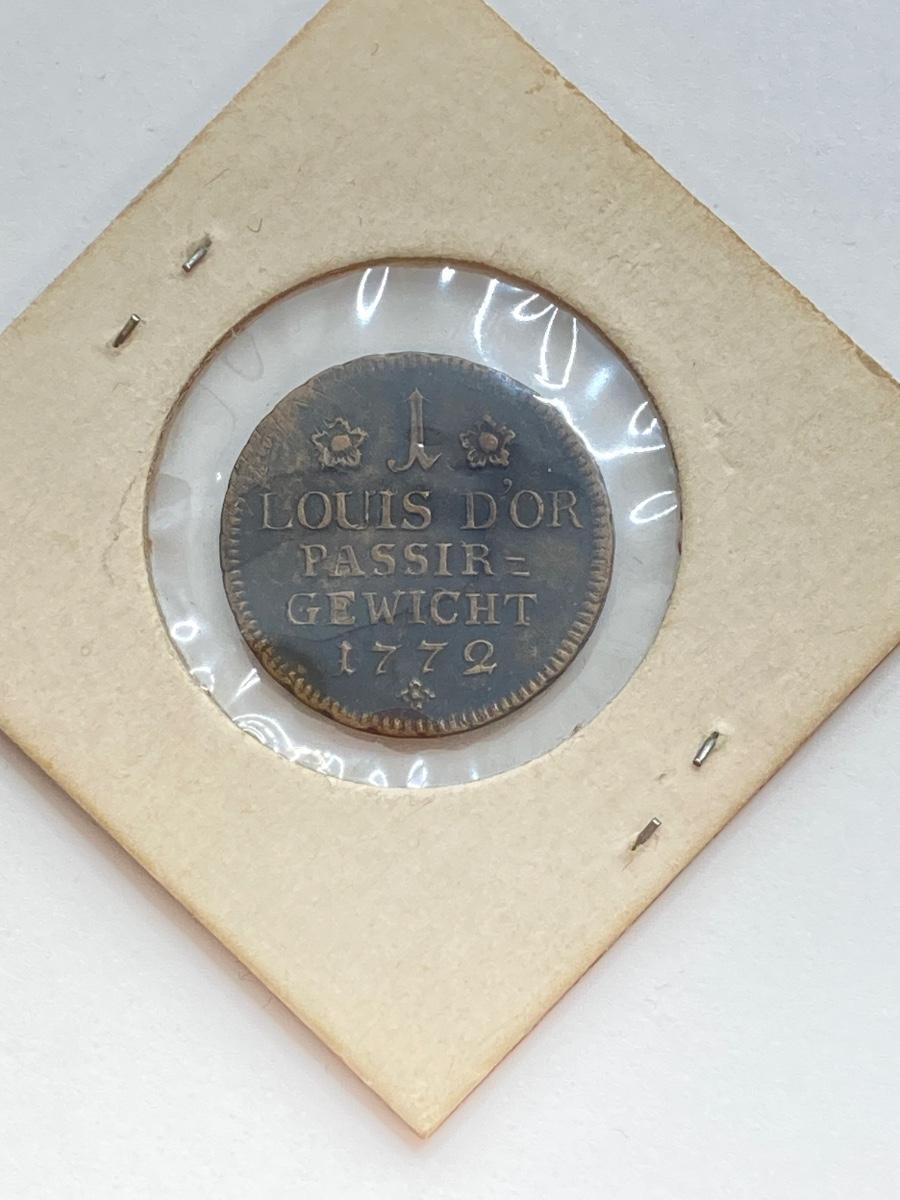 1
LOUIS D'OR
PASSIR=
GEWICHT
1772